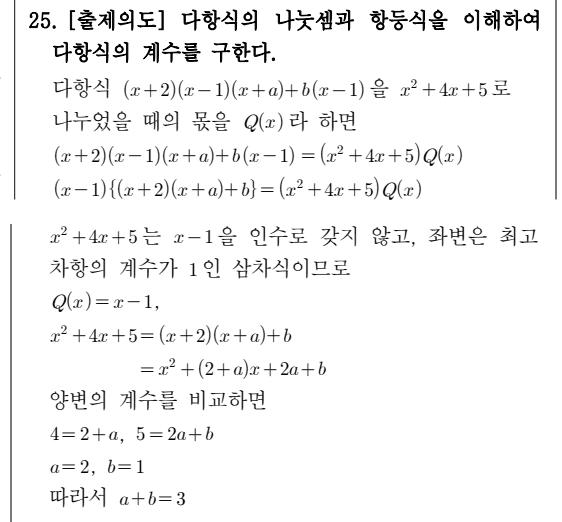 25. [출제의도] 다항식의 나눗셈과 항등식을 이해하여
다항식의 계수를 구한다.
다항식 (x+2)(x-1)(x+a)+b(x-1)을 x²+4x+5로
나누었을 때의 몫을 Q(x)라 하면
(x+2)(x-1)(x+a)+b(x-1)=(x²+4x+5)Q(x)
(x-1){(x+2)(x+a)+b}=(x²+4x+5)Q(x)
x²+4x+5는 x-1을 인수로 갖지 않고, 좌변은 최고
차항의 계수가 1인 삼차식이므로
Q(x)=x-1,
x²+4x+5=(x+2)(x+a)+b
=x²+(2+a)x+2a+b
양변의 계수를 비교하면
4=2+a, 5=2a+b
a=2, b=1
따라서 a+b=3